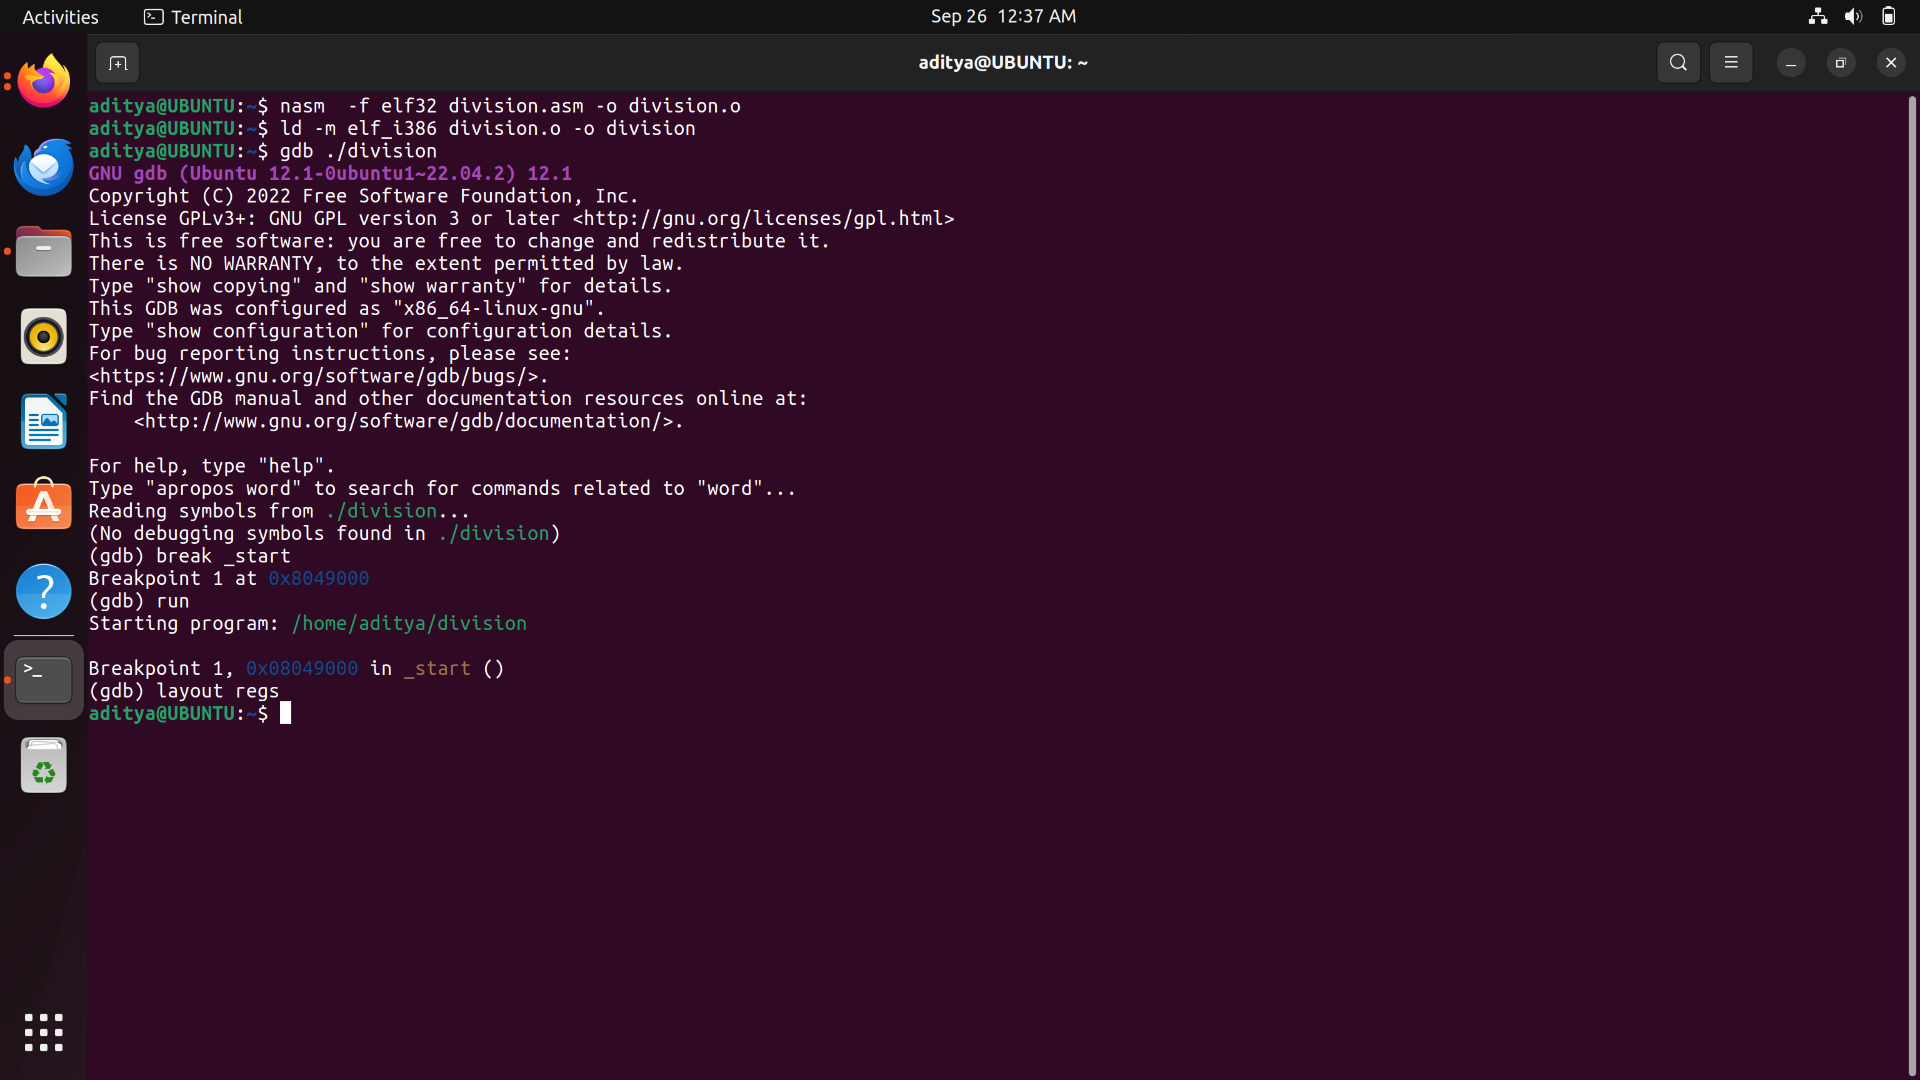 Activities
Terminal
Sep 26 12:37 AM
aditya@UBUNTU: ~
aditya@UBUNTU:~$ nasm  -f elf32 division.asm -o division.o
aditya@UBUNTU:~$ ld -m elf_i386 division.o -o division
aditya@UBUNTU:~$ gdb ./division
GNU gdb (Ubuntu 12.1-0ubuntu1~22.04.2) 12.1
Copyright (C) 2022 Free Software Foundation, Inc.
License GPLv3+: GNU GPL version 3 or later <http://gnu.org/licenses/gpl.html>
This is free software: you are free to change and redistribute it.
There is NO WARRANTY, to the extent permitted by law.
Type "show copying" and "show warranty" for details.
This GDB was configured as "x86_64-linux-gnu".
Type "show configuration" for configuration details.
For bug reporting instructions, please see:
<https://www.gnu.org/software/gdb/bugs/>.
Find the GDB manual and other documentation resources online at:
    <http://www.gnu.org/software/gdb/documentation/>.

For help, type "help".
Type "apropos word" to search for commands related to "word"...
Reading symbols from ./division...
(No debugging symbols found in ./division)
(gdb) break _start
Breakpoint 1 at 0x8049000
(gdb) run
Starting program: /home/aditya/division

Breakpoint 1, 0x08049000 in _start ()
(gdb) layout regs
aditya@UBUNTU:~$